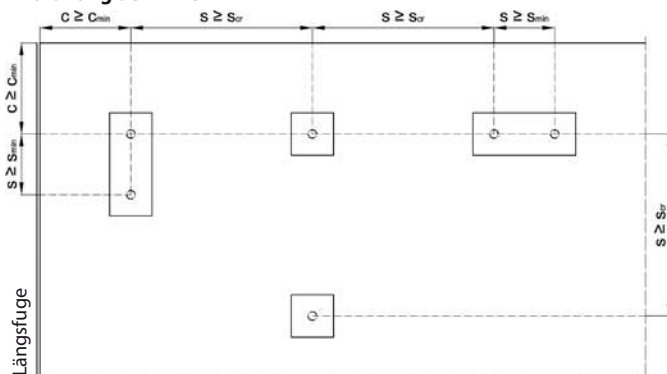 c ≥ cmin
s ≥ scr
s ≥ scr
s ≥ smin
c ≥ cmin
s ≥ smin
s ≥ scr
Längsfuge